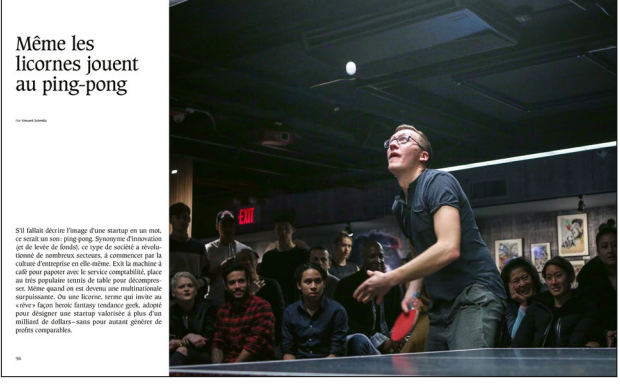 Même les
licornes jouent
au ping-pong
Par Vincent Schmitz.
S'il fallait décrire l'image d'une startup en un mot,
ce serait un son: ping-pong. Synonyme d'innovation
(et de levée de fonds), ce type de société a révolu-
tionné de nombreux secteurs, à commencer par la
culture d'entreprise en elle-même. Exit la machine à
café pour papoter avec le service comptabilité, place
au très populaire tennis de table pour décompres-
ser. Même quand on est devenu une multinationale
surpuissante. Ou une licorne, terme qui invite au
«rêve» façon heroic fantasy tendance geek, adopté
pour désigner une startup valorisée à plus d'un
milliard de dollars–sans pour autant générer de
profits comparables.
EXIT